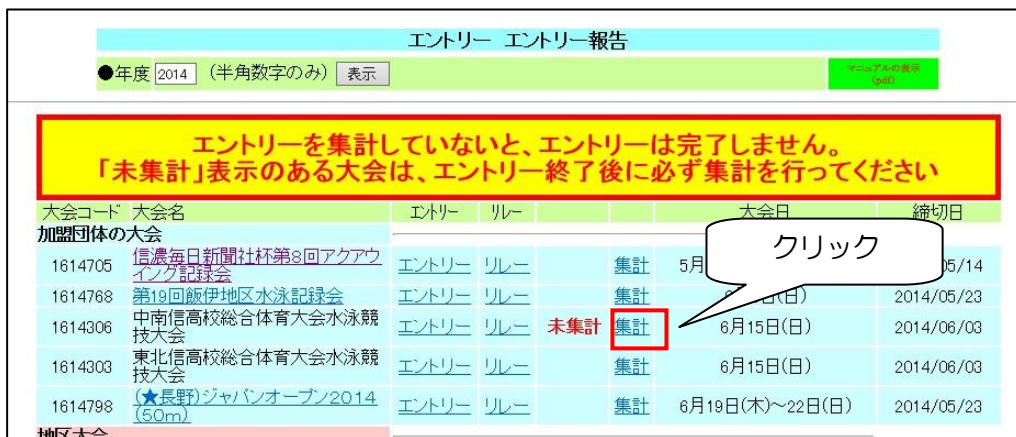 エントリー エントリー報告
●年度 2014 (半角数字のみ) 表示
マニュアルの表示
(pdf)
エントリーを集計していないと、エントリーは完了しません。
「未集計」表示のある大会は、エントリー終了後に必ず集計を行ってください
大会コード 大会名 エントリー リレー 大会日 締切日
加盟団体の大会
クリック
1614705 信濃毎日新聞社杯第8回アクアウ
イング記録会 エントリー リレー 集計 5月 05/14
1614768 第19回飯伊地区水泳記録会 エントリー リレー 集計 (日) 2014/05/23
1614306 中南信高校総合体育大会水泳競
技大会 エントリー リレー 未集計 集計 6月15日(日) 2014/06/03
1614303 東北信高校総合体育大会水泳競
技大会 エントリー リレー 集計 6月15日(日) 2014/06/03
1614798 (★長野)ジャパンオープン2014
(50m) エントリー リレー 集計 6月19日(木)~22日(日) 2014/05/23
地区大会